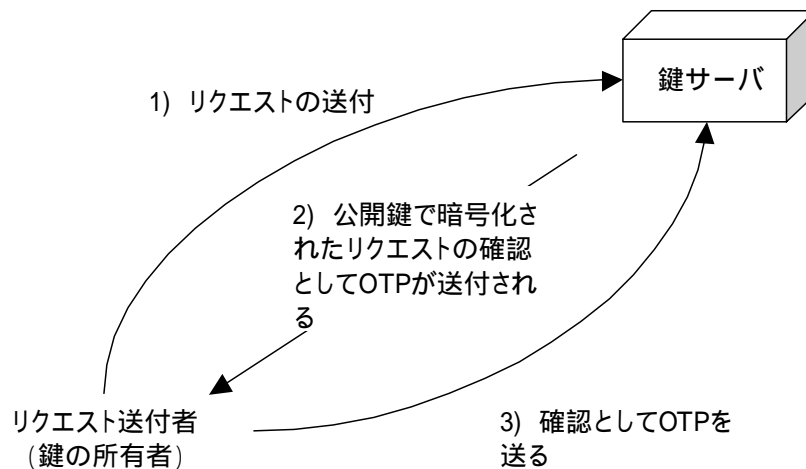 鍵サーバ
1) リクエストの送付
2) 公開鍵で暗号化さ
れたリクエストの確認
としてOTPが送付され
る
リクエスト送付者
（鍵の所有者）
3) 確認としてOTPを
送る